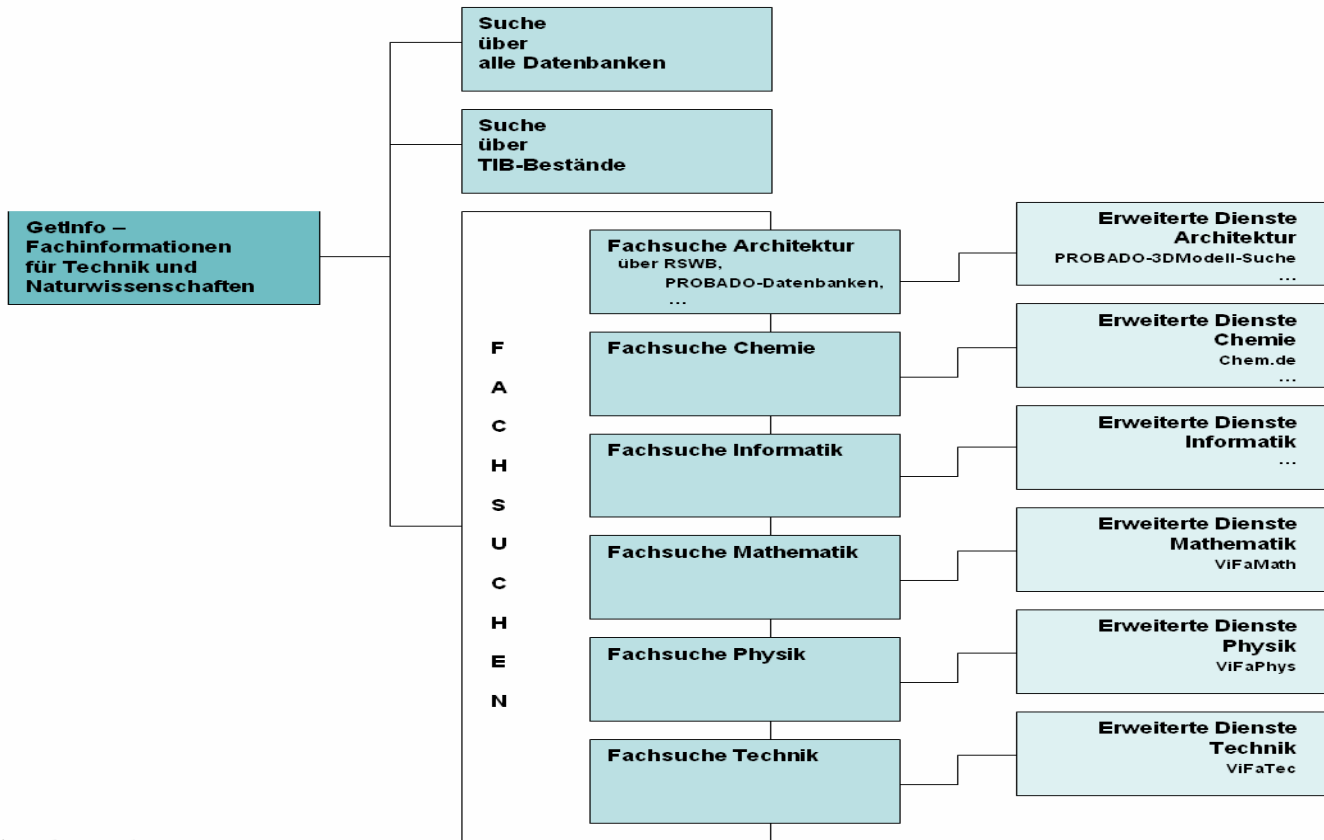 Suche
über
alle Datenbanken
Suche
über
TIB-Bestände
GetInfo –
Fachinformationen
für Technik und
Naturwissenschaften
FACHSUCHEN
Fachsuche Architektur
über RSWB,
PROBADO-Datenbanken,
...
Erweiterte Dienste
Architektur
PROBADO-3DModell-Suche
...
Fachsuche Chemie
Erweiterte Dienste
Chemie
Chem.de
...
Fachsuche Informatik
Erweiterte Dienste
Informatik
...
Fachsuche Mathematik
Erweiterte Dienste
Mathematik
ViFaMath
Fachsuche Physik
Erweiterte Dienste
Physik
ViFaPhys
Fachsuche Technik
Erweiterte Dienste
Technik
ViFaTec